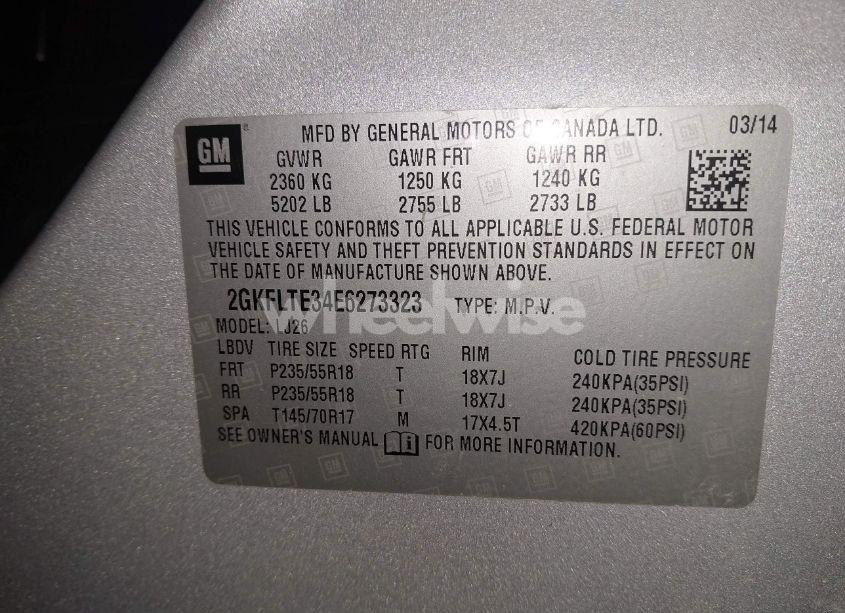 GM
MFD BY GENERAL MOTORS OF CANADA LTD. 03/14
GVWR GAWR FRT GAWR RR
2360 KG 1250 KG 1240 KG
5202 LB 2755 LB 2733 LB
THIS VEHICLE CONFORMS TO ALL APPLICABLE U.S. FEDERAL MOTOR
VEHICLE SAFETY AND THEFT PREVENTION STANDARDS IN EFFECT ON
THE DATE OF MANUFACTURE SHOWN ABOVE.
2GKFLTE34E6273323 TYPE: M.P.V.
wheelwise
MODEL: LJ26
LBDV TIRE SIZE SPEED RTG RIM COLD TIRE PRESSURE
FRT P235/55R18 T 18X7J 240KPA(35PSI)
RR P235/55R18 T 18X7J 240KPA(35PSI)
SPA T145/70R17 M 17X4.5T 420KPA(60PSI)
SEE OWNER'S MANUAL i FOR MORE INFORMATION.